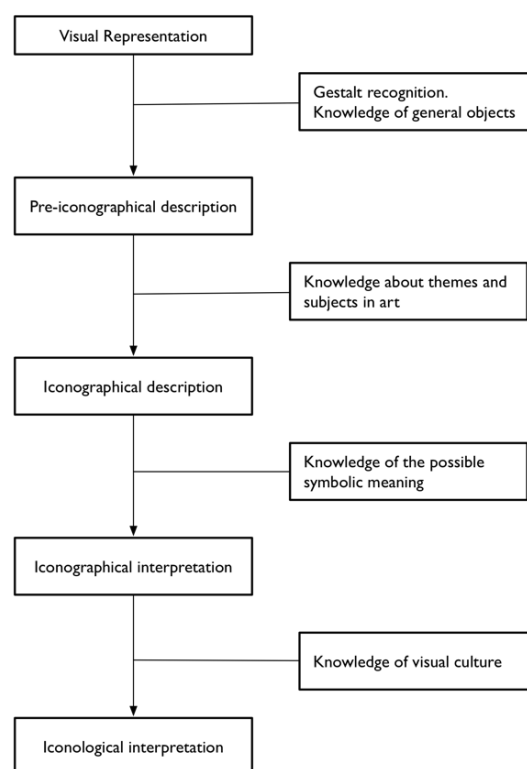 Visual Representation
Gestalt recognition.
Knowledge of general objects
Pre-iconographical description
Knowledge about themes and
subjects in art
Iconographical description
Knowledge of the possible
symbolic meaning
Iconographical interpretation
Knowledge of visual culture
Iconological interpretation